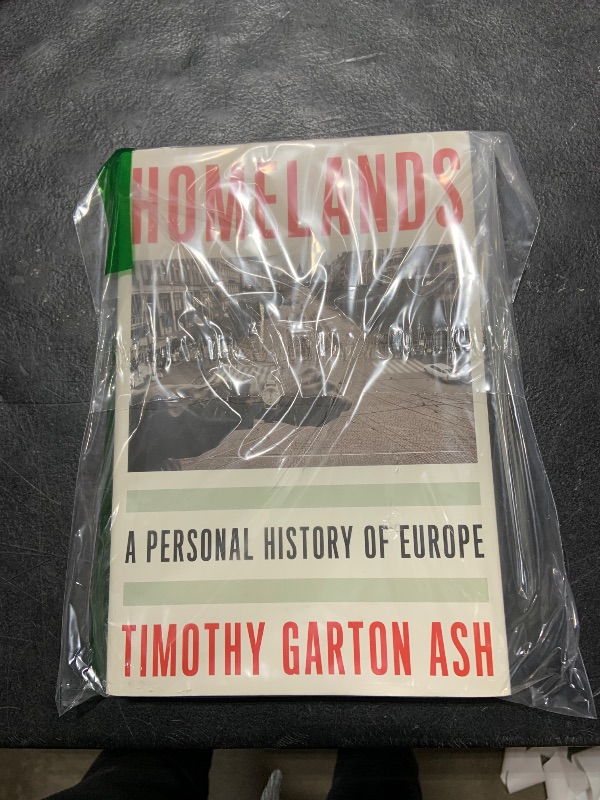 HOMELANDS
A PERSONAL HISTORY OF EUROPE
TIMOTHY GARTON ASH